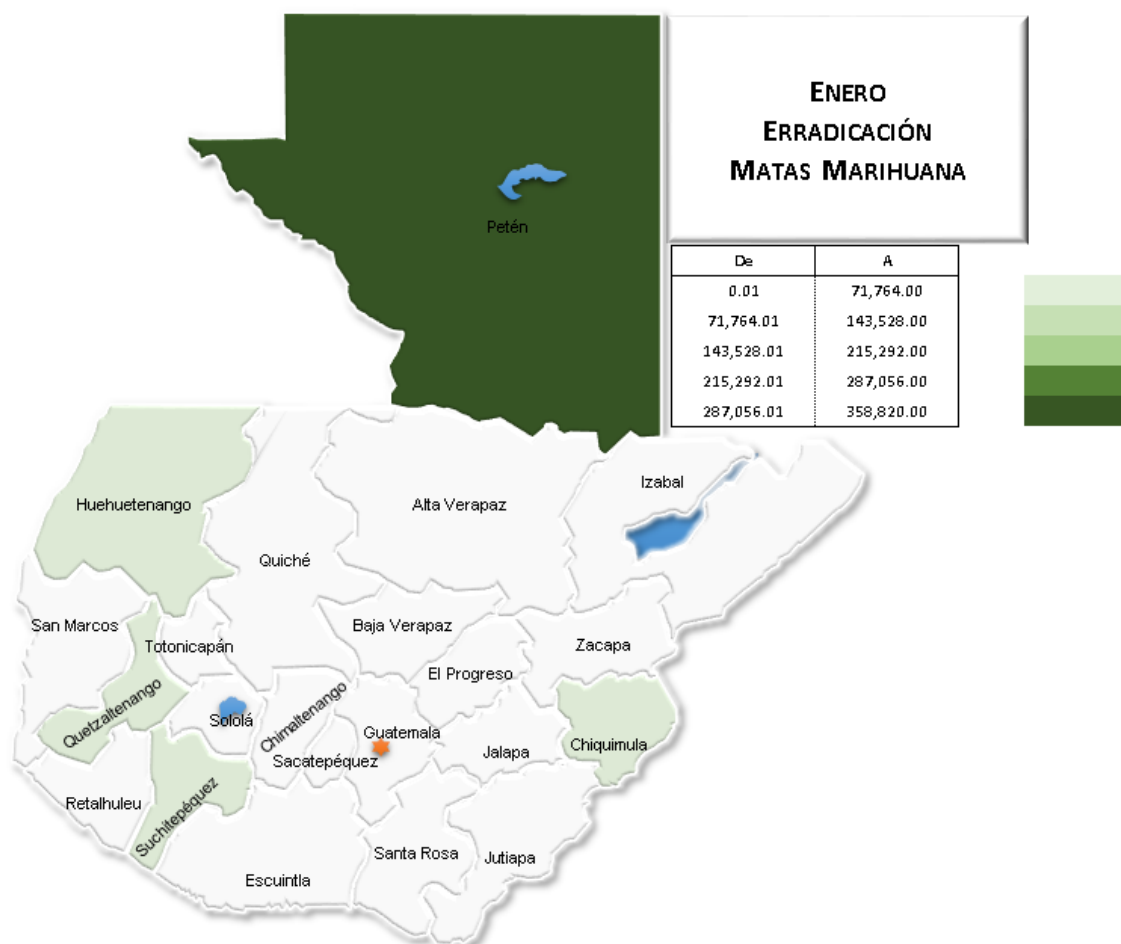 ENERO
ERRADICACIÓN
MATAS MARIHUANA
Petén
De A
0.01 71,764.00
71,764.01 143,528.00
143,528.01 215,292.00
215,292.01 287,056.00
287,056.01 358,820.00
Huehuetenango
Alta Verapaz
Izabal
Quiché
San Marcos
Totonicapán
Baja Verapaz
Zacapa
El Progreso
Quetzaltenango
Sololá
Chimaltenango
Guatemala
Sacatepéquez
Jalapa
Chiquimula
Retalhuleu
Suchitepéquez
Escuintla
Santa Rosa
Jutiapa